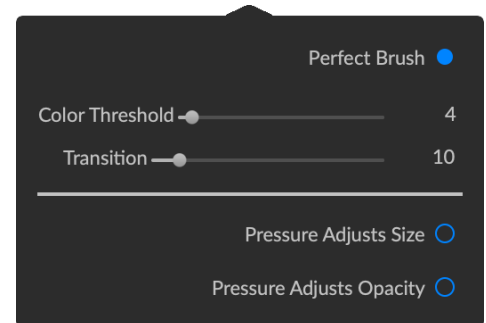 Perfect Brush
Color Threshold 4
Transition 10
Pressure Adjusts Size
Pressure Adjusts Opacity